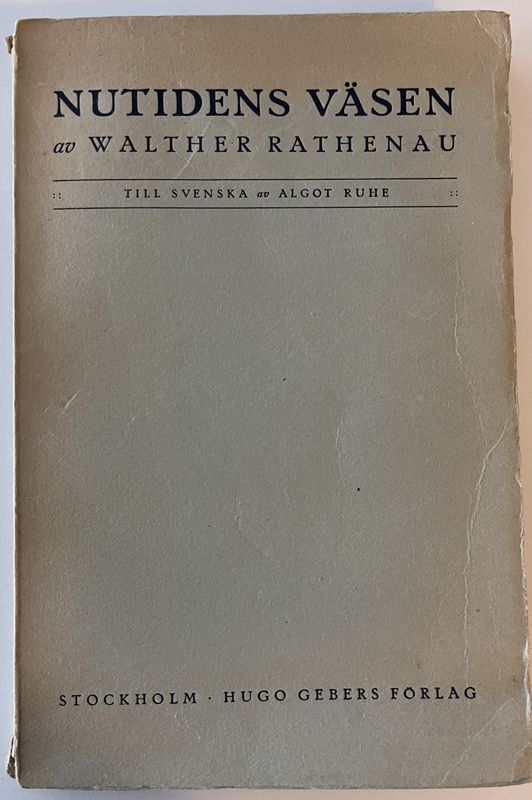 NUTIDENS VÄSEN
av WALTHER RATHENAU
:: TILL SVENSKA av ALGOT RUHE ::
STOCKHOLM · HUGO GEBERS FÖRLAG